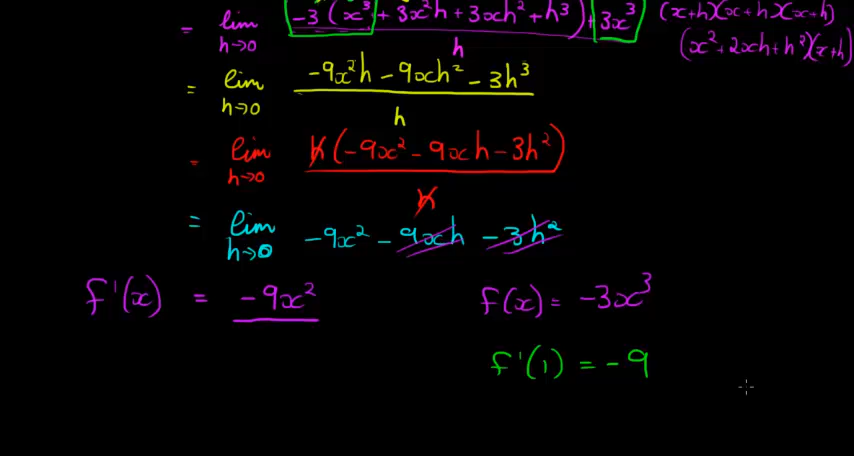 = lim h→0 -3(x³ + 3x²h + 3xh² + h³) + 3x³ / h
(x+h)(x+h)(x+h)
(x² + 2xh + h²)(x+h)
= lim h→0 -9x²h - 9xh² - 3h³ / h
= lim h→0 h(-9x² - 9xh - 3h²) / h
= lim h→0 -9x² - 9xh - 3h²
f'(x) = -9x²
f(x) = -3x³
f'(1) = -9